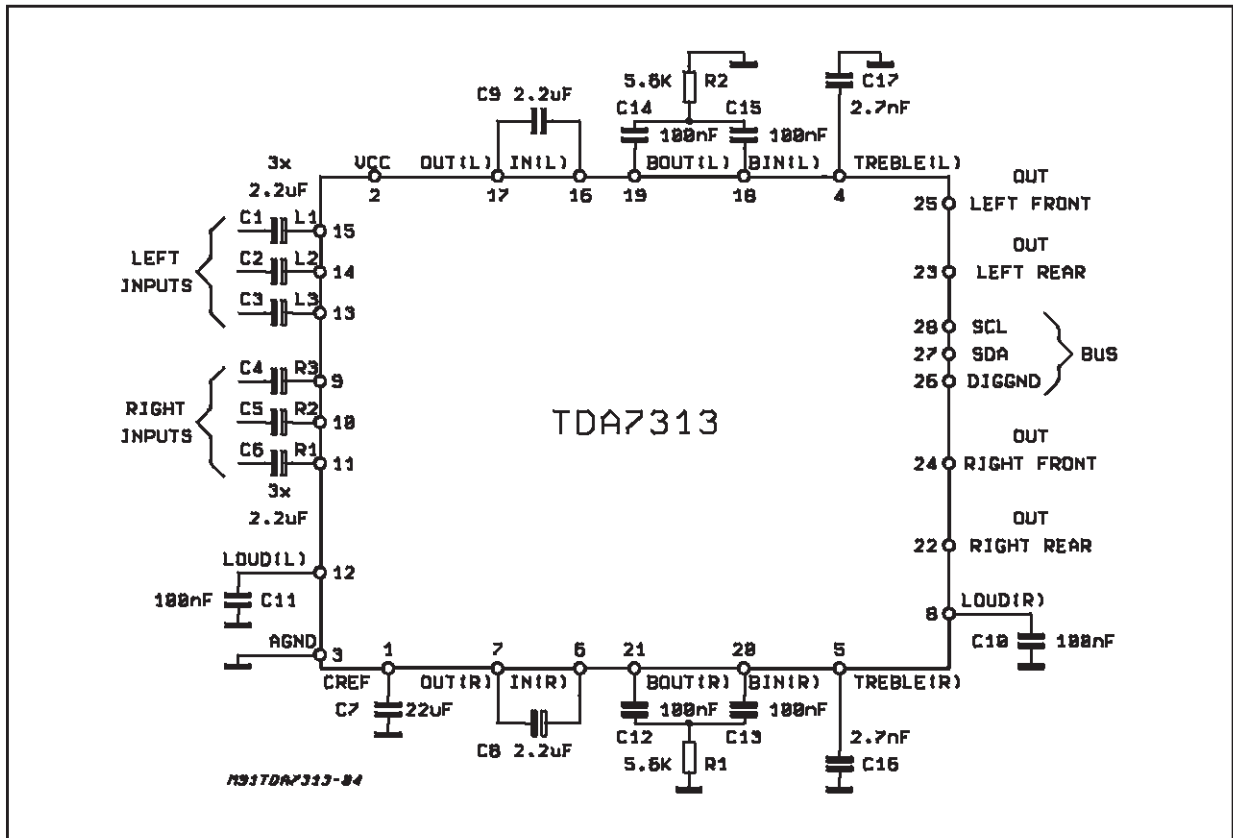 5.6K R2
C17
2.7nF
C9 2.2uF
C14 C15
100nF 100nF
3x
2.2uF
VCC OUT(L) IN(L) BOUT(L) BIN(L) TREBLE(L)
2 17 16 19 18 4
OUT
25 LEFT FRONT
C1 L1
15
LEFT
INPUTS
C2 L2
14
C3 L3
13
OUT
23 LEFT REAR
28 SCL
27 SDA
26 DIGGND
BUS
C4 R3
9
RIGHT
INPUTS
C5 R2
10
C6 R1
11
3x
2.2uF
TDA7313
OUT
24 RIGHT FRONT
OUT
22 RIGHT REAR
LOUD(L)
12
100nF C11
8 LOUD(R)
C10 100nF
AGND
3
1 7 6 21 20 5
CREF OUT(R) IN(R) BOUT(R) BIN(R) TREBLE(R)
C7 22uF
C8 2.2uF
100nF 100nF
C12 C13
5.6K R1
2.7nF
C16
M91TDA7313-04